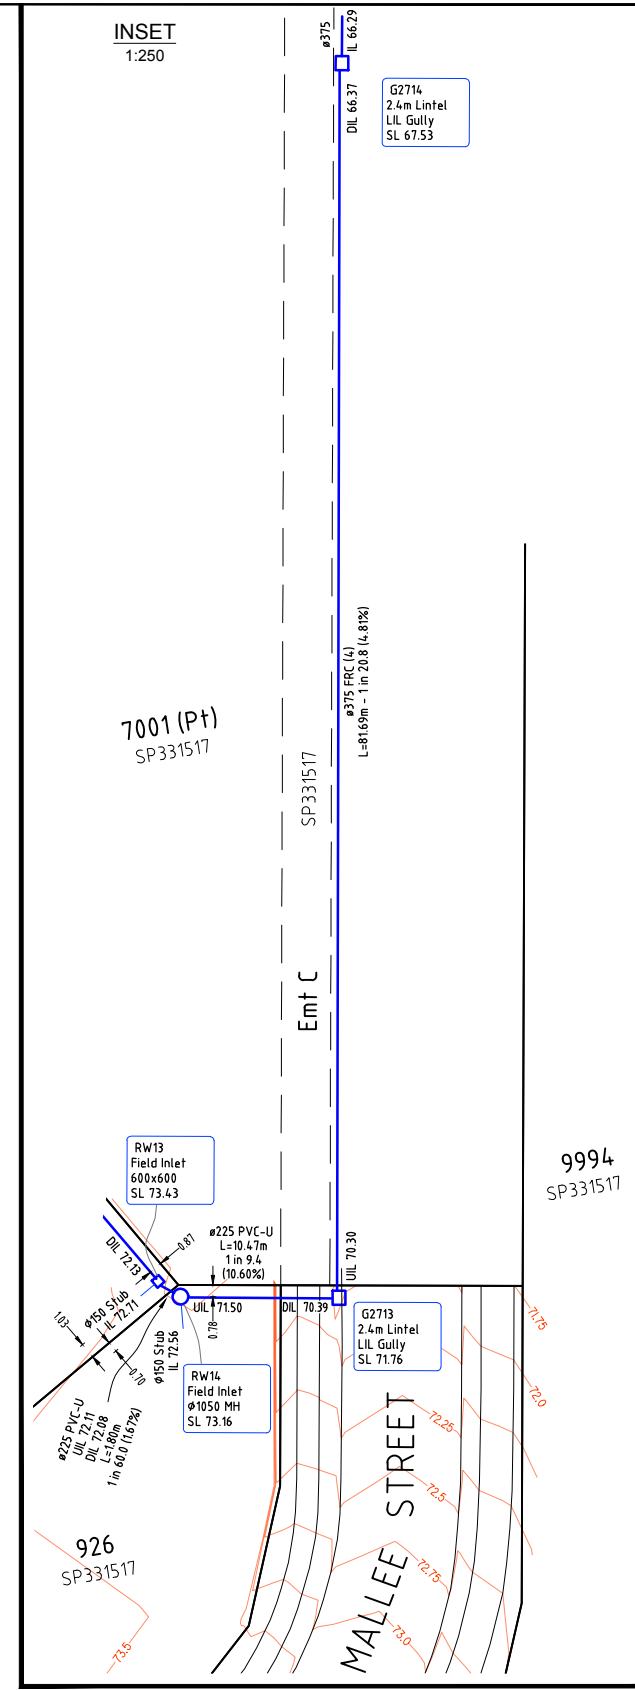 INSET
1:250
ø375
IL 66.29
DIL 66.37
G2714
2.4m Lintel
LIL Gully
SL 67.53
ø375 FRC (4)
L=81.69m - 1 in 20.8 (4.81%)
7001 (Pt)
SP331517
SP331517
Emt C
9994
SP331517
RW13
Field Inlet
600x600
SL 73.43
ø225 PVC-U
L=10.47m
1 in 9.4
(10.60%)
UIL 70.30
0.87
DIL 72.13
ø150 Stub
IL 72.71
1.03
0.70
ø150 Stub
IL 72.56
UIL 71.50
0.78
DIL 70.39
G2713
2.4m Lintel
LIL Gully
SL 71.76
RW14
Field Inlet
ø1050 MH
SL 73.16
ø225 PVC-U
UIL 72.11
DIL 72.08
L=1.80m
1 in 60.0 (1.67%)
71.75
72.0
72.25
72.5
72.75
73.0
MALLEE STREET
926
SP331517
73.5